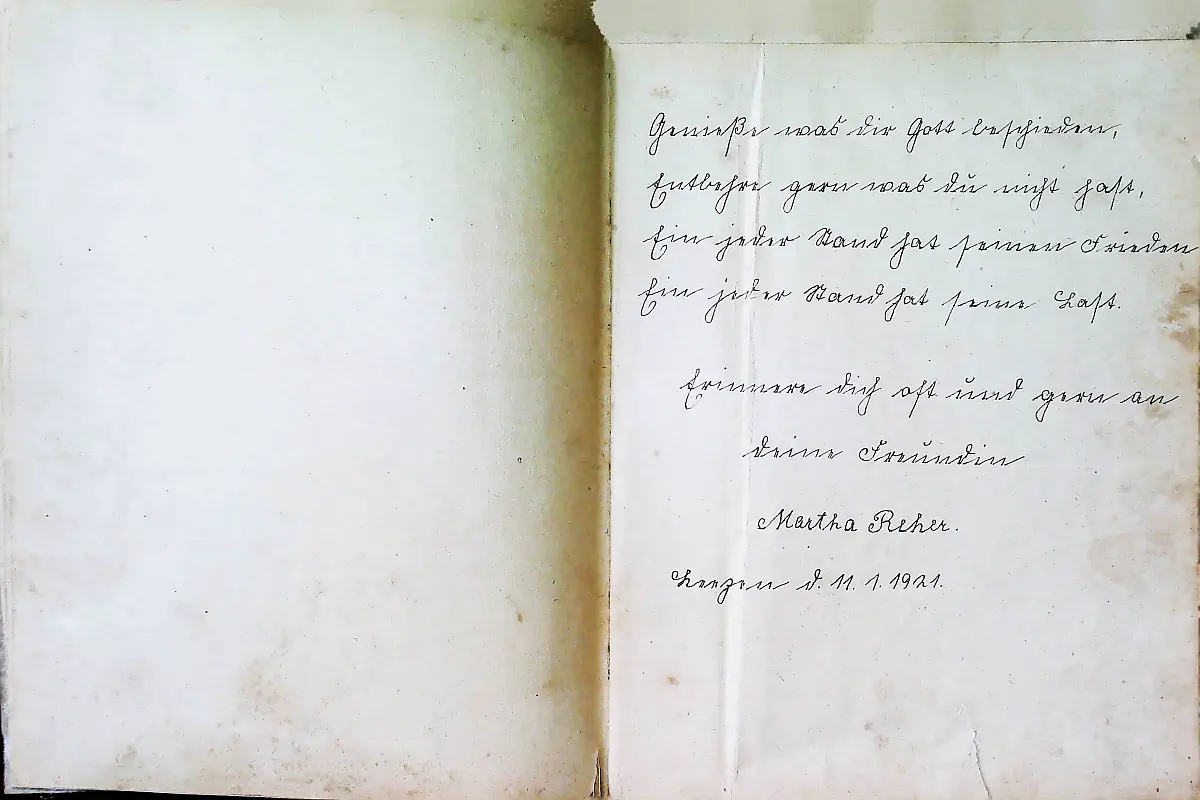 Genieße was dir Gott beschieden,
Entbehre gern was du nicht hast,
Ein jeder Stand hat seinen Frieden
Ein jeder Stand hat seine Last.
Erinnere dich oft und gern an
deine Freundin
Martha Reher.
Leezen d. 11. 1. 1921.